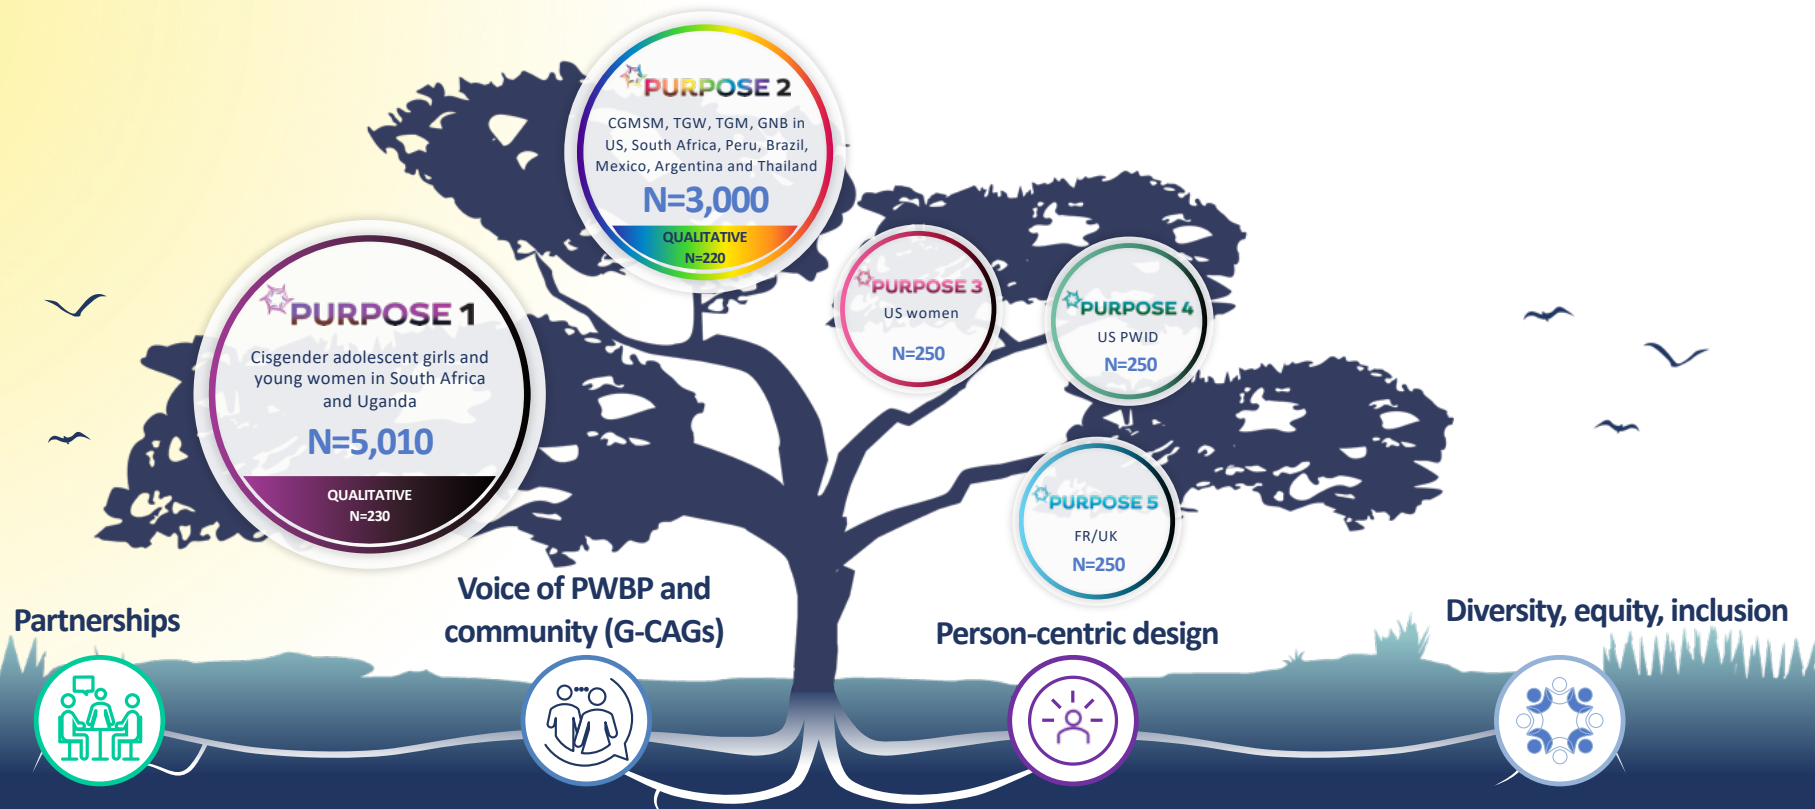 PURPOSE 2
CGMSM, TGW, TGM, GNB in
US, South Africa, Peru, Brazil,
Mexico, Argentina and Thailand
N=3,000
QUALITATIVE
N=220
PURPOSE 1
Cisgender adolescent girls and
young women in South Africa
and Uganda
N=5,010
QUALITATIVE
N=230
PURPOSE 3
US women
N=250
PURPOSE 4
US PWID
N=250
PURPOSE 5
FR/UK
N=250
Partnerships
Voice of PWBP and
community (G-CAGs)
Person-centric design
Diversity, equity, inclusion